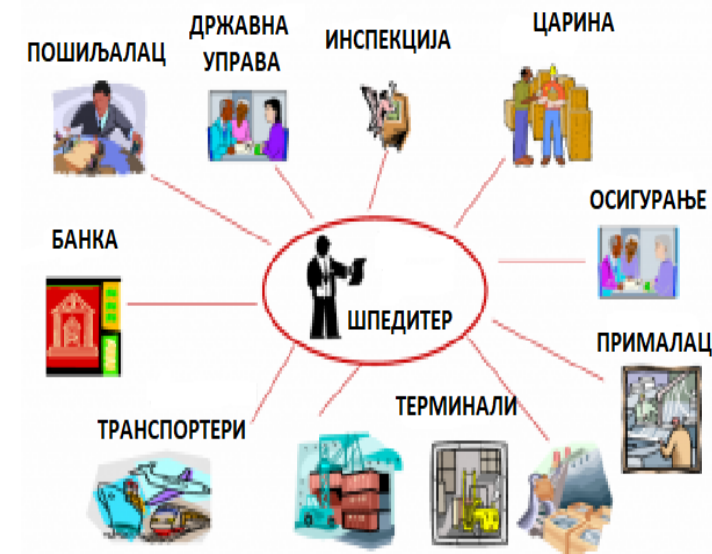 ПОШИЉАЛАЦ
ДРЖАВНА
УПРАВА
ИНСПЕКЦИЈА
ЦАРИНА
БАНКА
ОСИГУРАЊЕ
ШПЕДИТЕР
ПРИМАЛАЦ
ТРАНСПОРТЕРИ
ТЕРМИНАЛИ